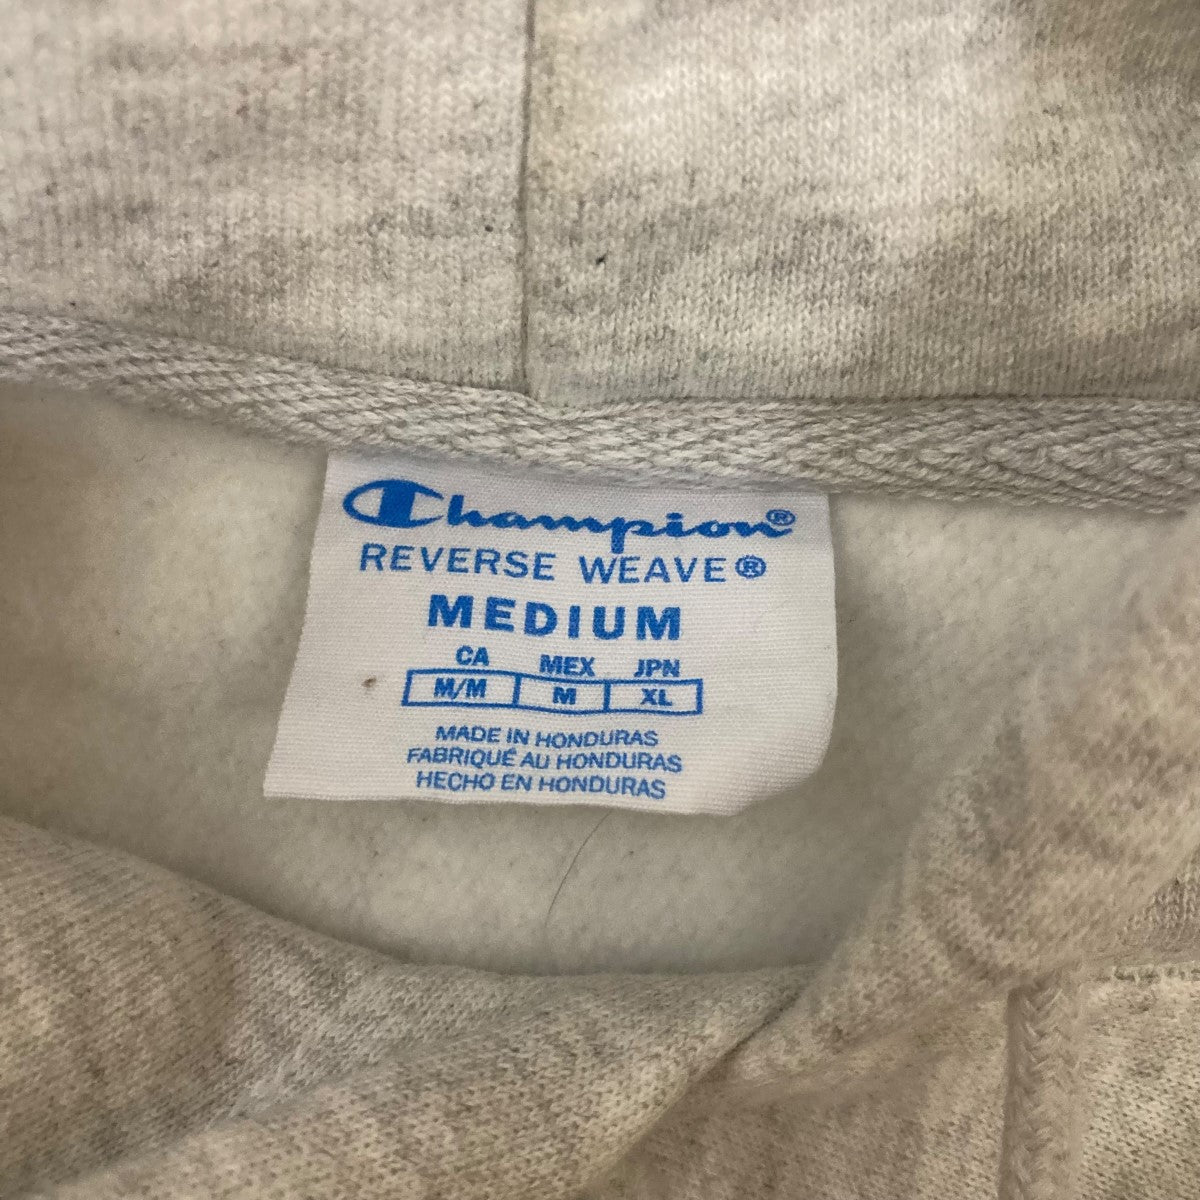 Champion®
REVERSE WEAVE®
MEDIUM
CA MEX JPN
M/M M XL
MADE IN HONDURAS
FABRIQUÉ AU HONDURAS
HECHO EN HONDURAS